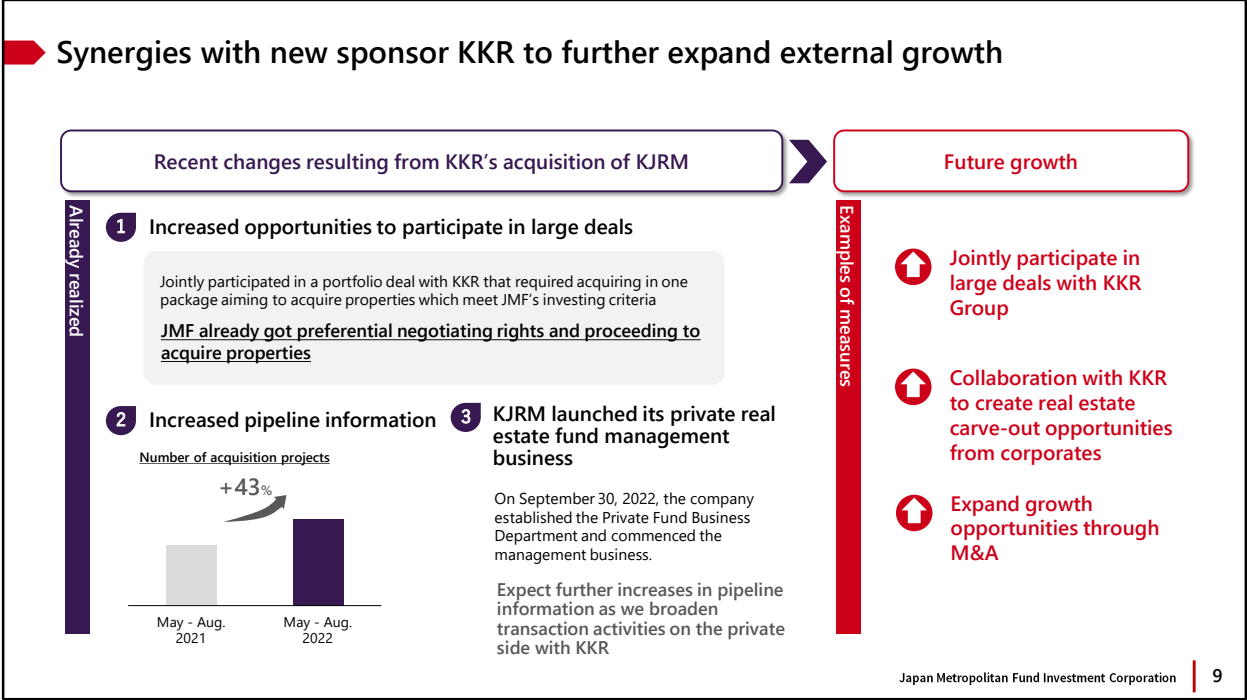 Synergies with new sponsor KKR to further expand external growth
Recent changes resulting from KKR's acquisition of KJRM
Future growth
Already realized
1 Increased opportunities to participate in large deals
Jointly participated in a portfolio deal with KKR that required acquiring in one
package aiming to acquire properties which meet JMF's investing criteria
JMF already got preferential negotiating rights and proceeding to
acquire properties
2 Increased pipeline information
Number of acquisition projects
+43%
May - Aug.
2021
May - Aug.
2022
3 KJRM launched its private real
estate fund management
business
On September 30, 2022, the company
established the Private Fund Business
Department and commenced the
management business.
Expect further increases in pipeline
information as we broaden
transaction activities on the private
side with KKR
Examples of measures
Jointly participate in
large deals with KKR
Group
Collaboration with KKR
to create real estate
carve-out opportunities
from corporates
Expand growth
opportunities through
M&A
Japan Metropolitan Fund Investment Corporation
9